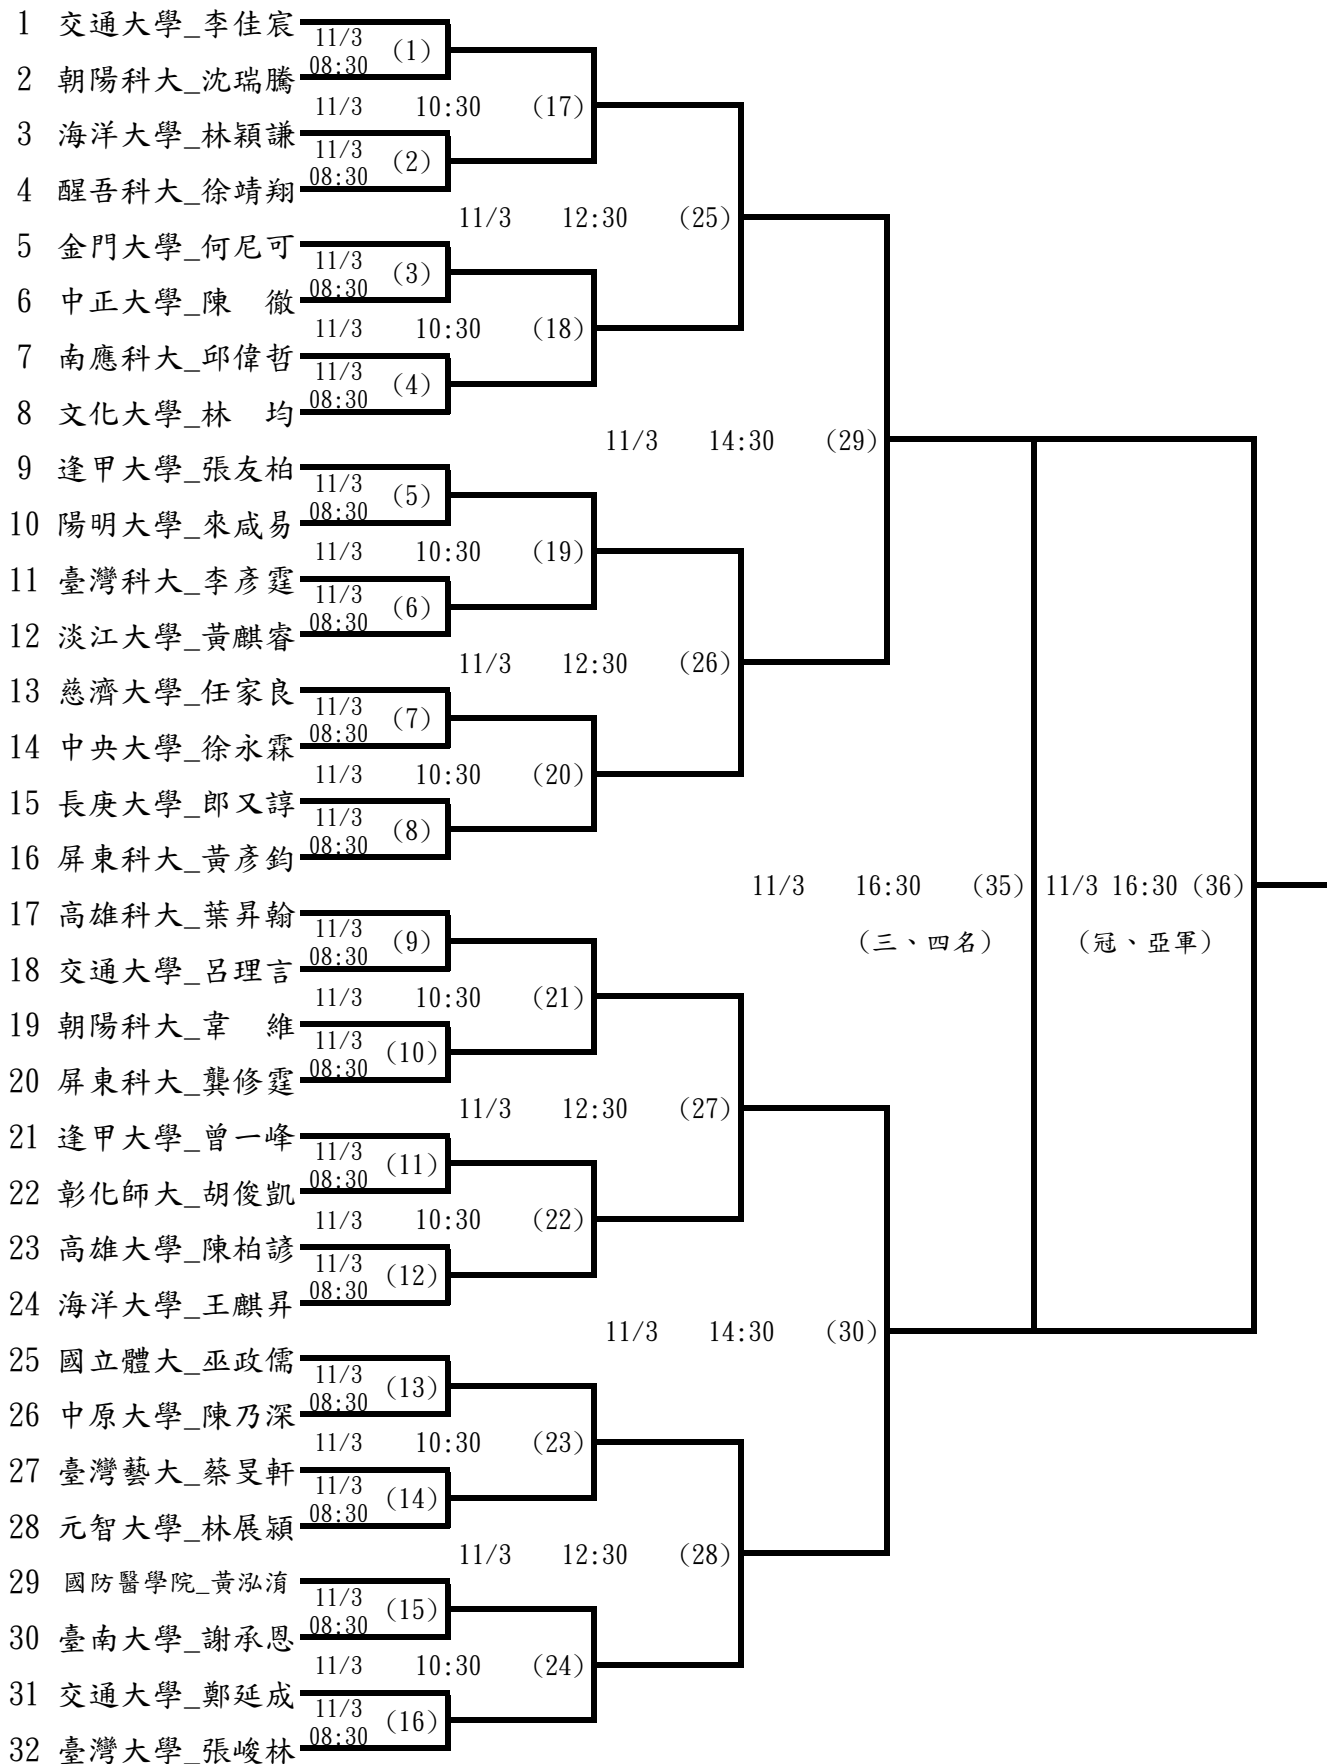 1 交通大學_李佳宸
11/3
08:30 (1)
2 朝陽科大_沈瑞騰
11/3 10:30 (17)
3 海洋大學_林穎謙
11/3
08:30 (2)
4 醒吾科大_徐靖翔
11/3 12:30 (25)
5 金門大學_何尼可
11/3
08:30 (3)
6 中正大學_陳　徹
11/3 10:30 (18)
7 南應科大_邱偉哲
11/3
08:30 (4)
8 文化大學_林　均
11/3 14:30 (29)
9 逢甲大學_張友柏
11/3
08:30 (5)
10 陽明大學_來咸易
11/3 10:30 (19)
11 臺灣科大_李彥霆
11/3
08:30 (6)
12 淡江大學_黃麒睿
11/3 12:30 (26)
13 慈濟大學_任家良
11/3
08:30 (7)
14 中央大學_徐永霖
11/3 10:30 (20)
15 長庚大學_郎又諄
11/3
08:30 (8)
16 屏東科大_黃彥鈞
11/3 16:30 (35) 11/3 16:30 (36)
17 高雄科大_葉昇翰
11/3
08:30 (9)
(三、四名) (冠、亞軍)
18 交通大學_呂理言
11/3 10:30 (21)
19 朝陽科大_韋　維
11/3
08:30 (10)
20 屏東科大_龔修霆
11/3 12:30 (27)
21 逢甲大學_曾一峰
11/3
08:30 (11)
22 彰化師大_胡俊凱
11/3 10:30 (22)
23 高雄大學_陳柏諺
11/3
08:30 (12)
24 海洋大學_王麒昇
11/3 14:30 (30)
25 國立體大_巫政儒
11/3
08:30 (13)
26 中原大學_陳乃深
11/3 10:30 (23)
27 臺灣藝大_蔡旻軒
11/3
08:30 (14)
28 元智大學_林展潁
11/3 12:30 (28)
29 國防醫學院_黃泓淯
11/3
08:30 (15)
30 臺南大學_謝承恩
11/3 10:30 (24)
31 交通大學_鄭延成
11/3
08:30 (16)
32 臺灣大學_張峻林